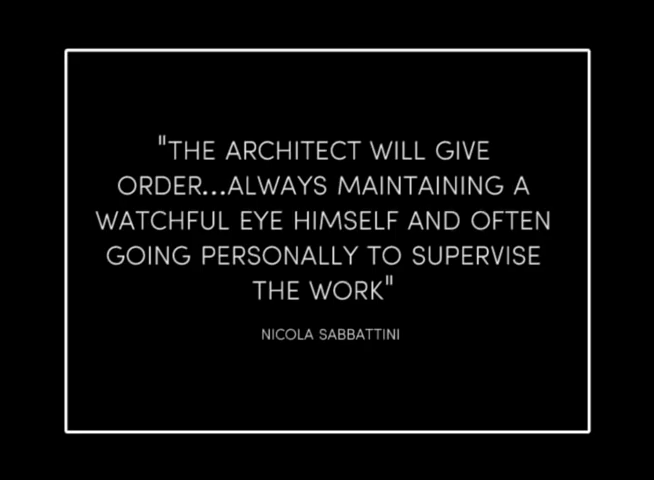 "THE ARCHITECT WILL GIVE
ORDER...ALWAYS MAINTAINING A
WATCHFUL EYE HIMSELF AND OFTEN
GOING PERSONALLY TO SUPERVISE
THE WORK"
NICOLA SABBATTINI